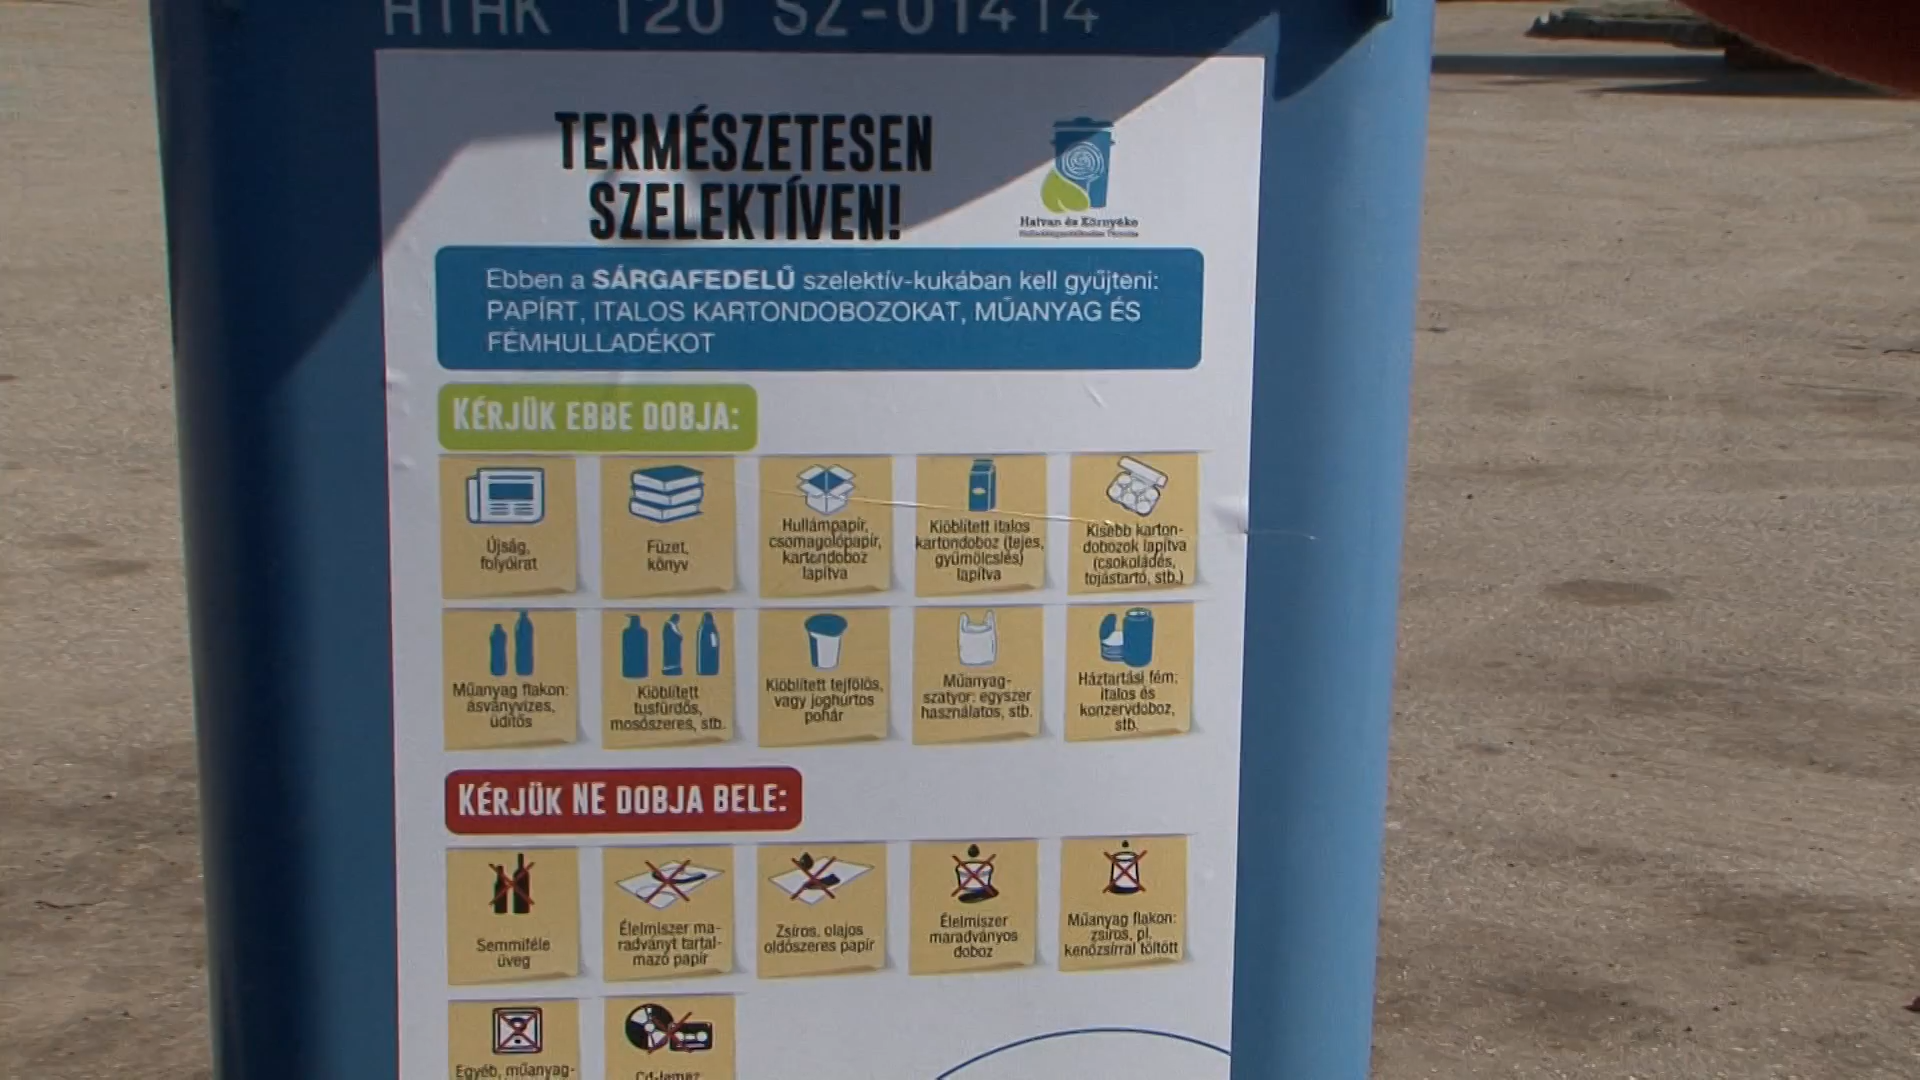 HTHK 120 SZ-01414
TERMÉSZETESEN
SZELEKTÍVEN!
Hatvan és Környéke
Ebben a SÁRGAFEDELŰ szelektív-kukában kell gyűjteni:
PAPÍRT, ITALOS KARTONDOBOZOKAT, MŰANYAG ÉS
FÉMHULLADÉKOT
KÉRJÜK EBBE DOBJA:
Újság,
folyóirat
Füzet,
könyv
Hullámpapír,
csomagolópapír,
kartondoboz
lapítva
Kiöblített italos
kartondoboz (tejes,
gyümölcslés)
lapítva
Kisebb karton-
dobozok lapítva
(csokoládés,
tojástartó, stb.)
Műanyag flakon:
ásványvizes,
üdítős
Kiöblített
tusfürdős,
mosószeres, stb.
Kiöblített tejfölös,
vagy joghurtos
pohár
Műanyag-
szatyor: egyszer
használatos, stb.
Háztartási fém:
italos és
konzervdoboz,
stb.
KÉRJÜK NE DOBJA BELE:
Semmiféle
üveg
Élelmiszer ma-
radványt tartal-
mazó papír
Zsíros, olajos
oldószeres papír
Élelmiszer
maradványos
doboz
Műanyag flakon:
zsíros, pl.
kenőzsírral töltött
Egyéb, műanyag-
Cd-lemez